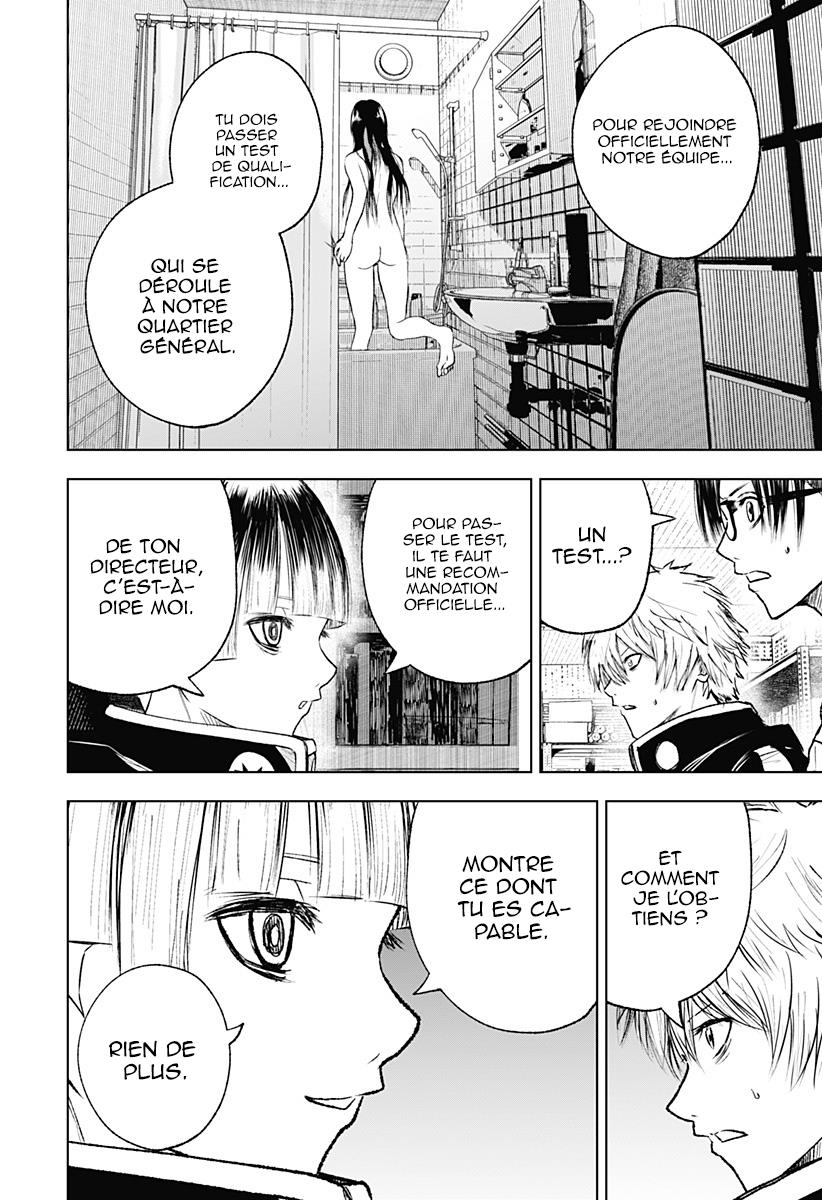 POUR REJOINDRE
OFFICIELLEMENT
NOTRE ÉQUIPE...
TU DOIS
PASSER
UN TEST
DE QUALI-
FICATION...
QUI SE
DÉROULE
À NOTRE
QUARTIER
GÉNÉRAL.
UN
TEST...?
POUR PAS-
SER LE TEST,
IL TE FAUT
UNE RECOM-
MANDATION
OFFICIELLE...
DE TON
DIRECTEUR,
C'EST-À-
DIRE MOI.
ET
COMMENT
JE L'OB-
TIENS ?
MONTRE
CE DONT
TU ES CA-
PABLE.
RIEN DE
PLUS.